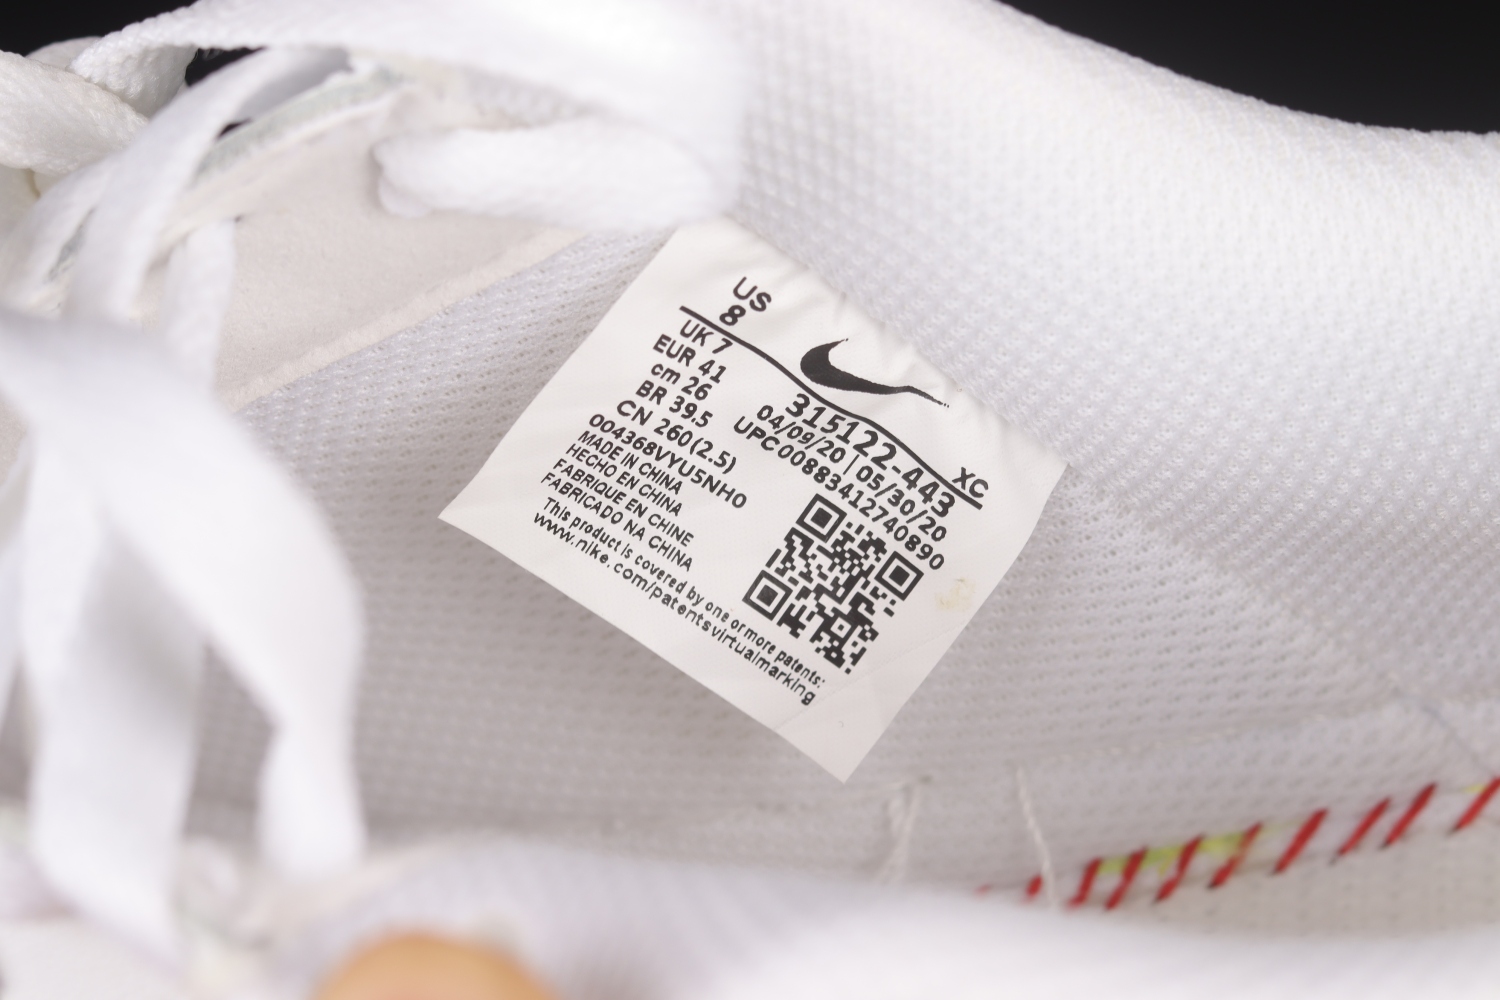 US
8
UK 7
EUR 41
cm 26
BR 39.5
CN 260(2.5)
004368VYU5NH0
MADE IN CHINA
HECHO EN CHINA
FABRIQUE EN CHINE
FABRICADO NA CHINA
This product is covered by one or more patents:
www.nike.com/patentsvirtualmarking
XC
315122-443
04/09/20 | 05/30/20
UPC00883412740890